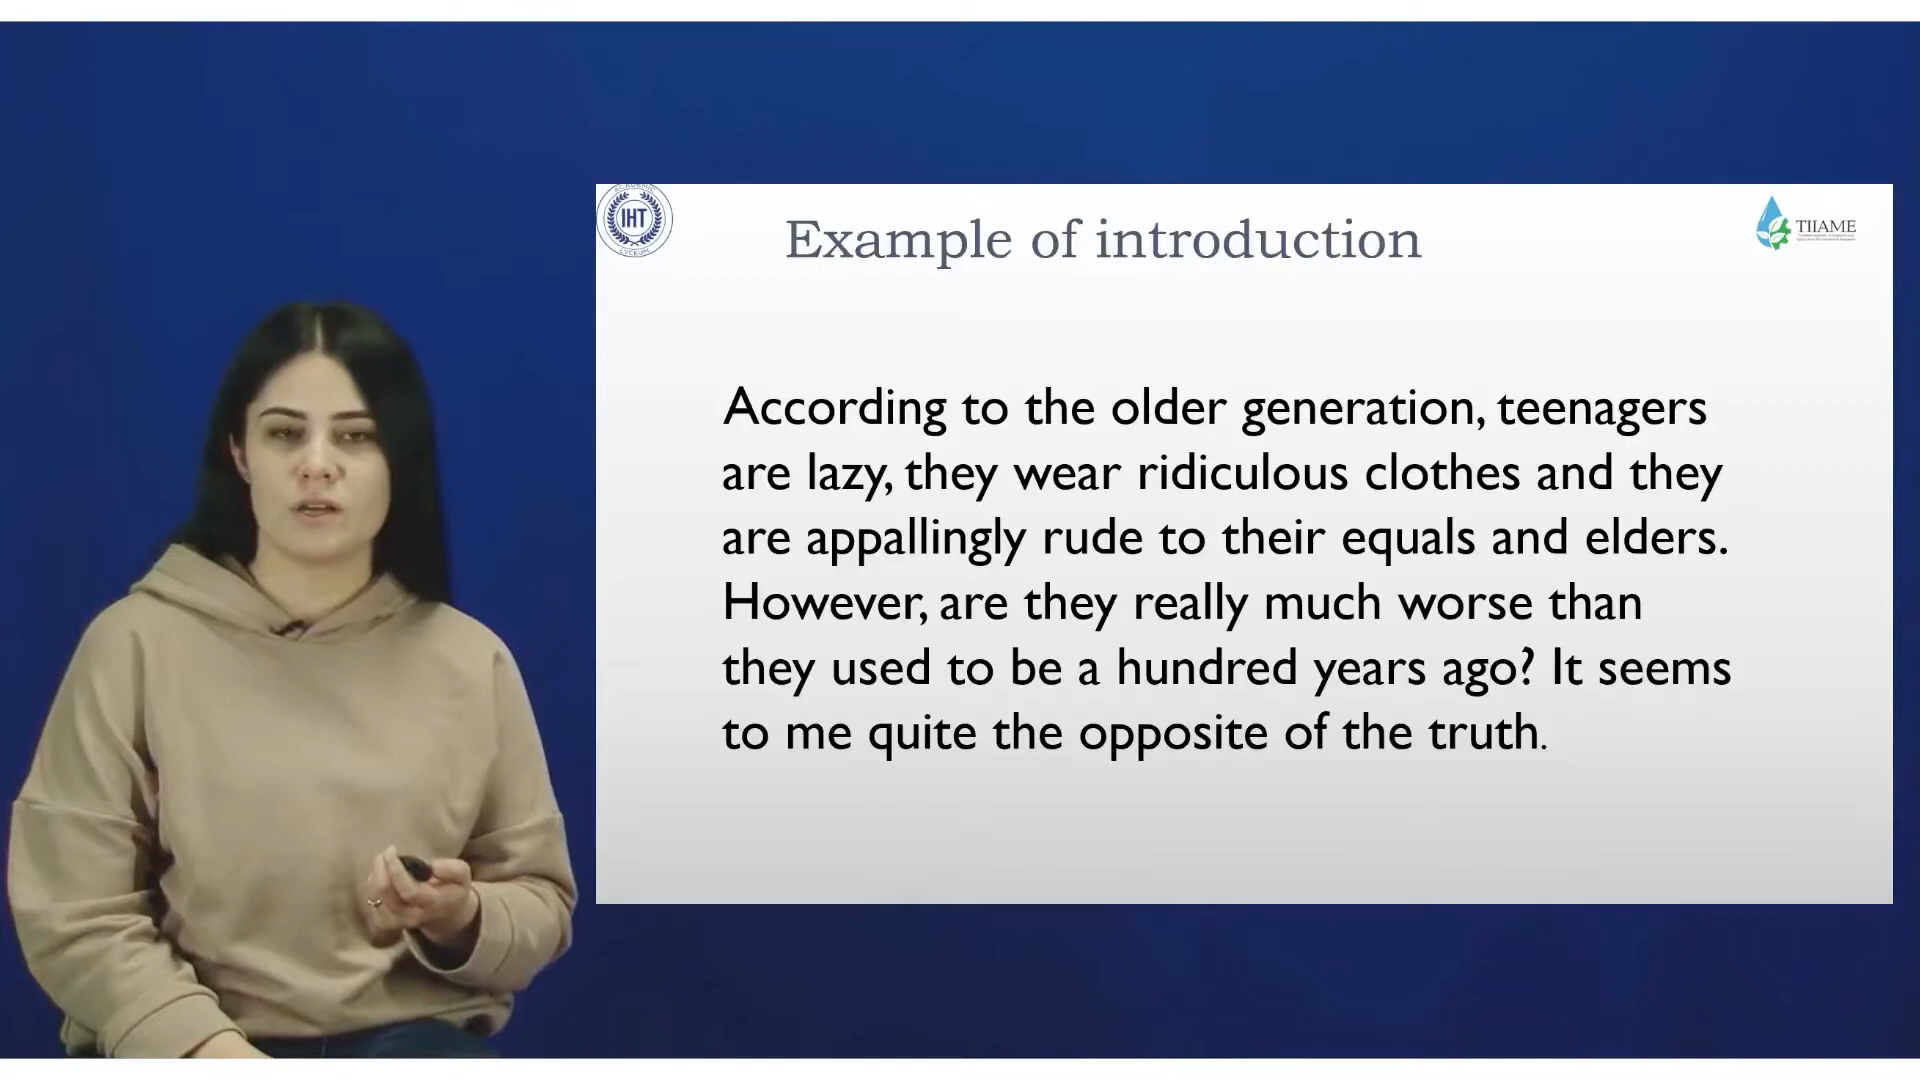 ACADEMIC
IHT
LYCEUM
Example of introduction
TIIAME
According to the older generation, teenagers
are lazy, they wear ridiculous clothes and they
are appallingly rude to their equals and elders.
However, are they really much worse than
they used to be a hundred years ago? It seems
to me quite the opposite of the truth.